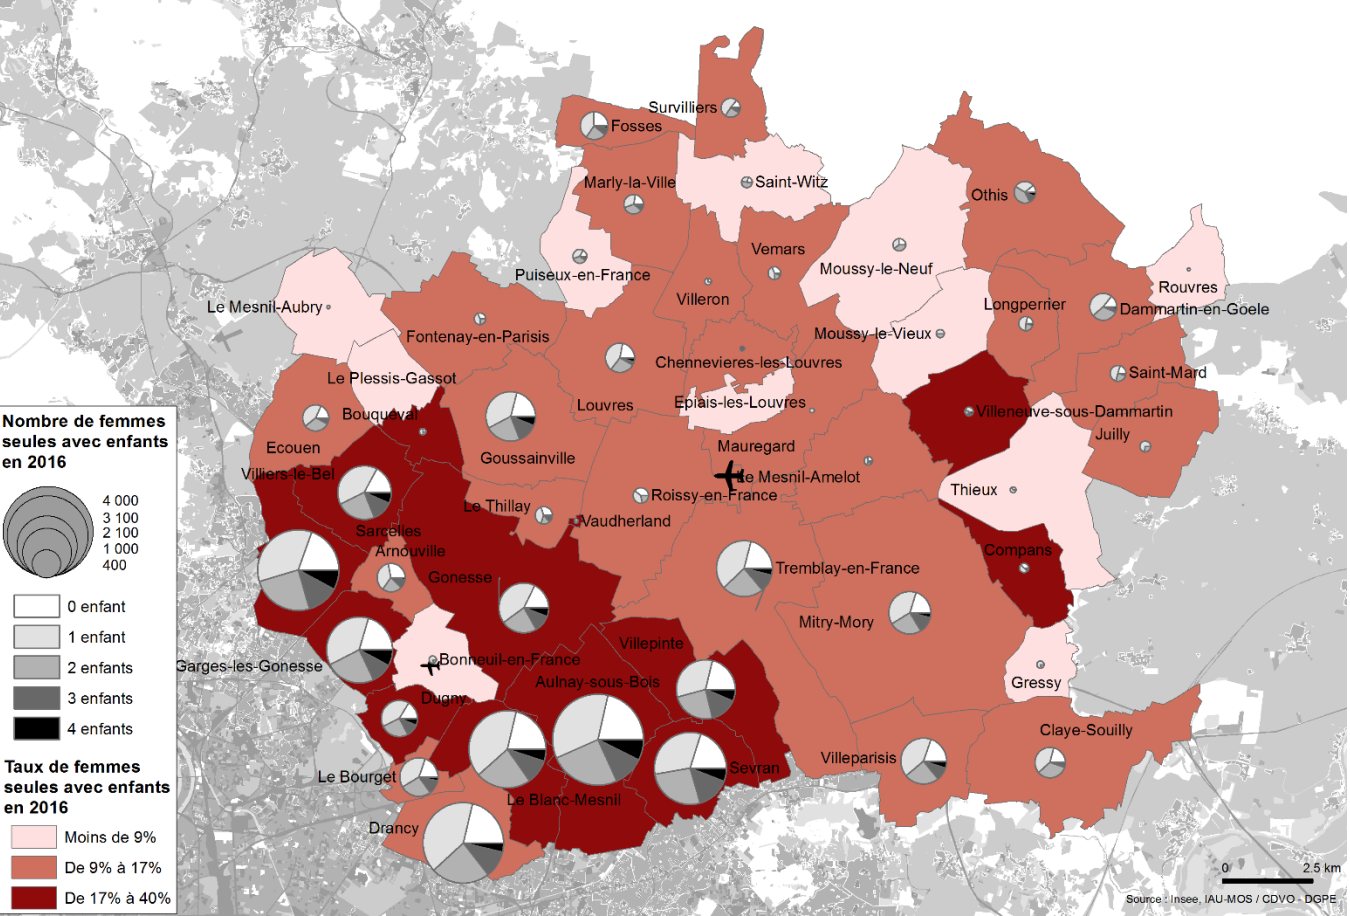 Survilliers
Fosses
Marly-la-Ville
Saint-Witz
Othis
Vemars
Puiseux-en-France
Moussy-le-Neuf
Rouvres
Villeron
Le Mesnil-Aubry
Longperrier
Dammartin-en-Goele
Fontenay-en-Parisis
Moussy-le-Vieux
Chennevieres-les-Louvres
Le Plessis-Gassot
Saint-Mard
Louvres
Epiais-les-Louvres
Bouqueval
Villeneuve-sous-Dammartin
Juilly
Ecouen
Goussainville
Mauregard
Villiers-le-Bel
Le Mesnil-Amelot
Thieux
Roissy-en-France
Le Thillay
Vaudherland
Sarcelles
Arnouville
Compans
Gonesse
Tremblay-en-France
Mitry-Mory
Villepinte
Garges-les-Gonesse
Bonneuil-en-France
Aulnay-sous-Bois
Gressy
Dugny
Claye-Souilly
Villeparisis
Sevran
Le Bourget
Le Blanc-Mesnil
Drancy
Nombre de femmes
seules avec enfants
en 2016
4 000
3 100
2 100
1 000
400
0 enfant
1 enfant
2 enfants
3 enfants
4 enfants
Taux de femmes
seules avec enfants
en 2016
Moins de 9%
De 9% à 17%
De 17% à 40%
0 2.5 km
Source : Insee, IAU-MOS / CDVO - DGPE